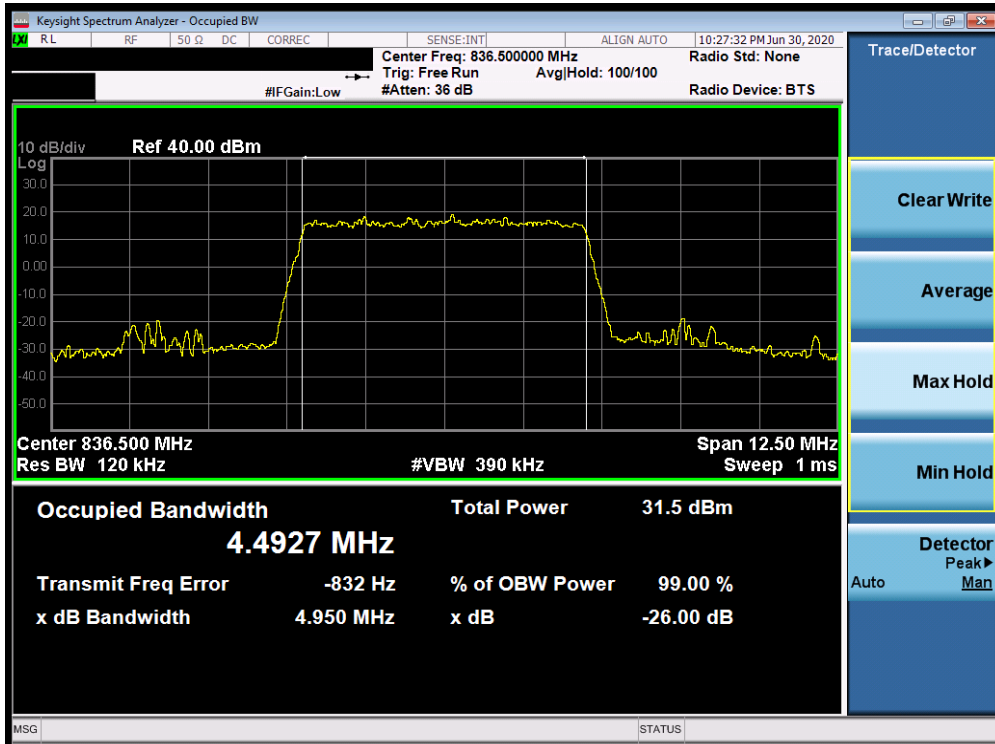 Keysight Spectrum Analyzer - Occupied BW
LXI RL RF 50 Ω DC CORREC SENSE:INT ALIGN AUTO 10:27:32 PM Jun 30, 2020
Center Freq: 836.500000 MHz Radio Std: None
Trig: Free Run Avg|Hold: 100/100
#IFGain:Low #Atten: 36 dB Radio Device: BTS
10 dB/div Ref 40.00 dBm
Log
30.0
20.0
10.0
0.00
-10.0
-20.0
-30.0
-40.0
-50.0
Center 836.500 MHz Span 12.50 MHz
Res BW 120 kHz #VBW 390 kHz Sweep 1 ms
Occupied Bandwidth Total Power 31.5 dBm
4.4927 MHz
Transmit Freq Error -832 Hz % of OBW Power 99.00 %
x dB Bandwidth 4.950 MHz x dB -26.00 dB
Trace/Detector
Clear Write
Average
Max Hold
Min Hold
Detector
Peak▶
Auto Man
MSG STATUS